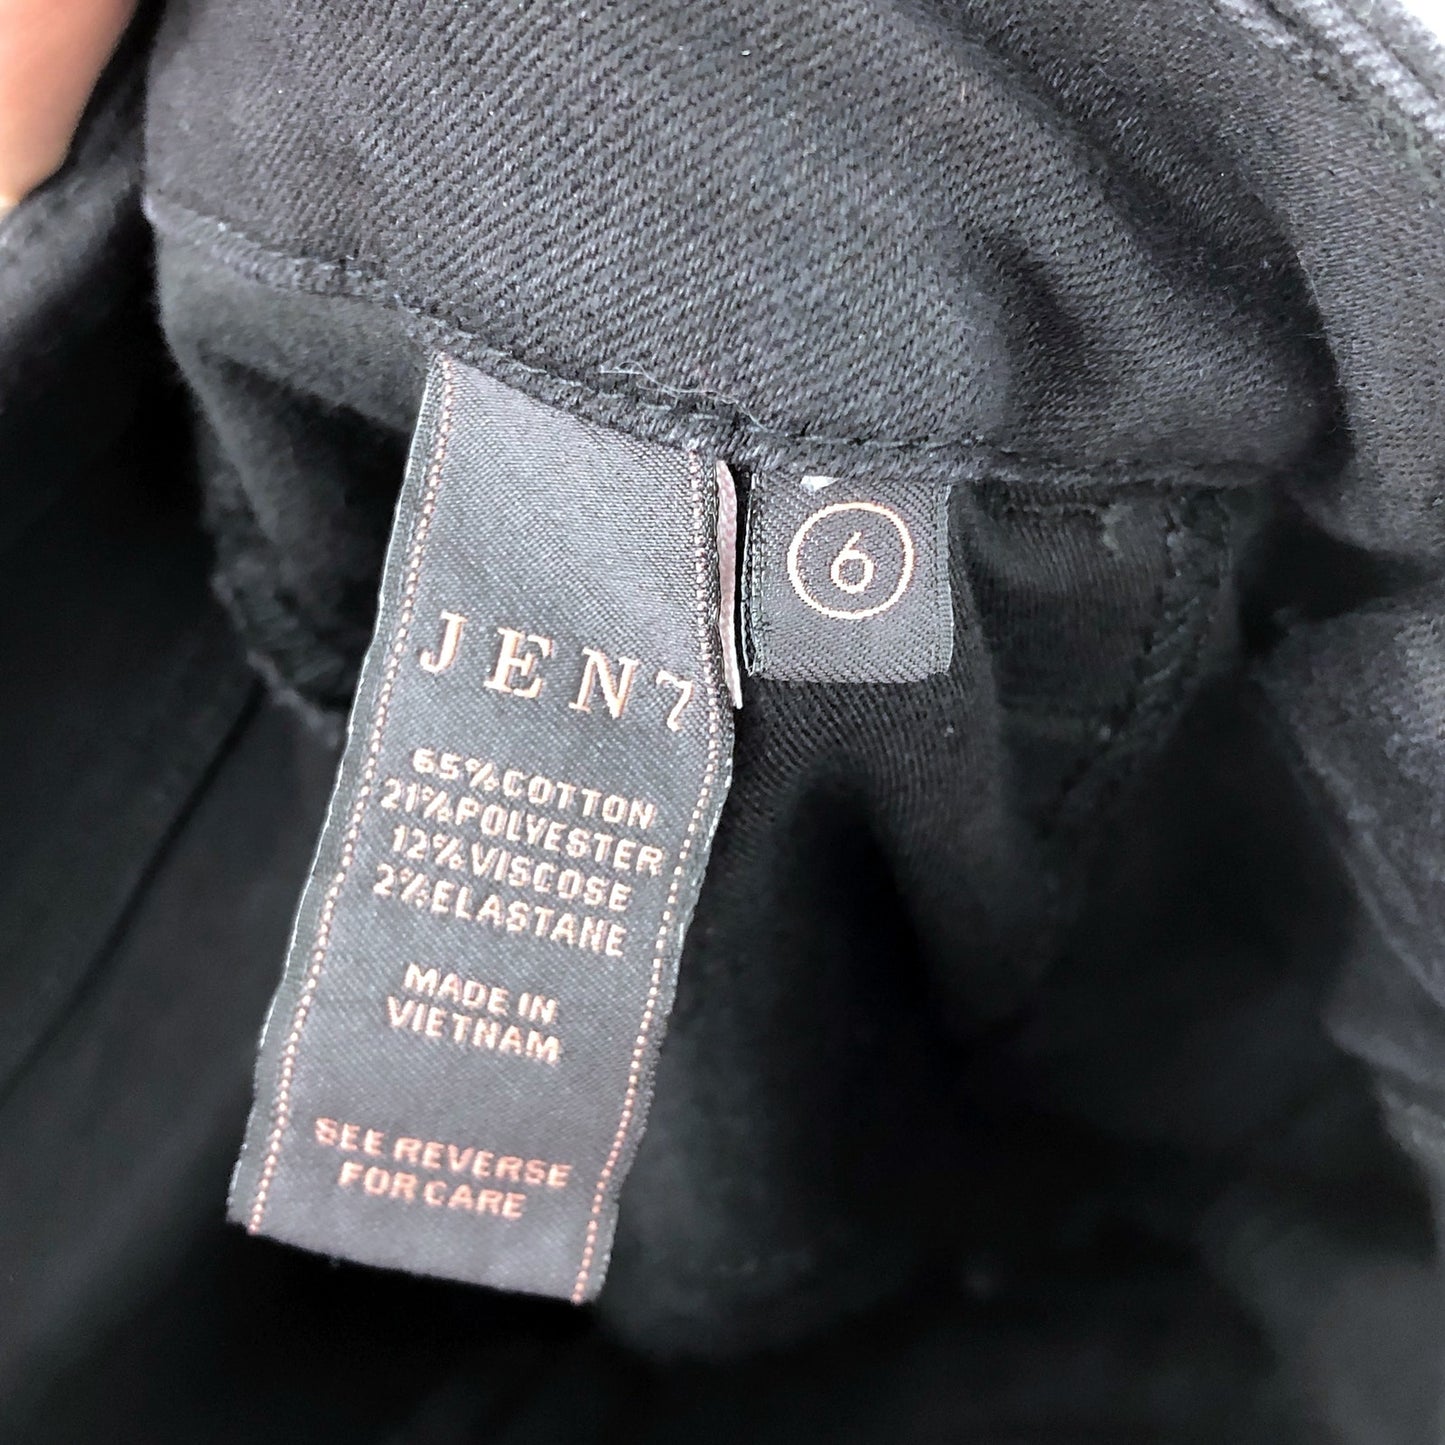 JEN7
65%COTTON
21%POLYESTER
12%VISCOSE
2%ELASTANE
MADE IN
VIETNAM
SEE REVERSE
FOR CARE
6